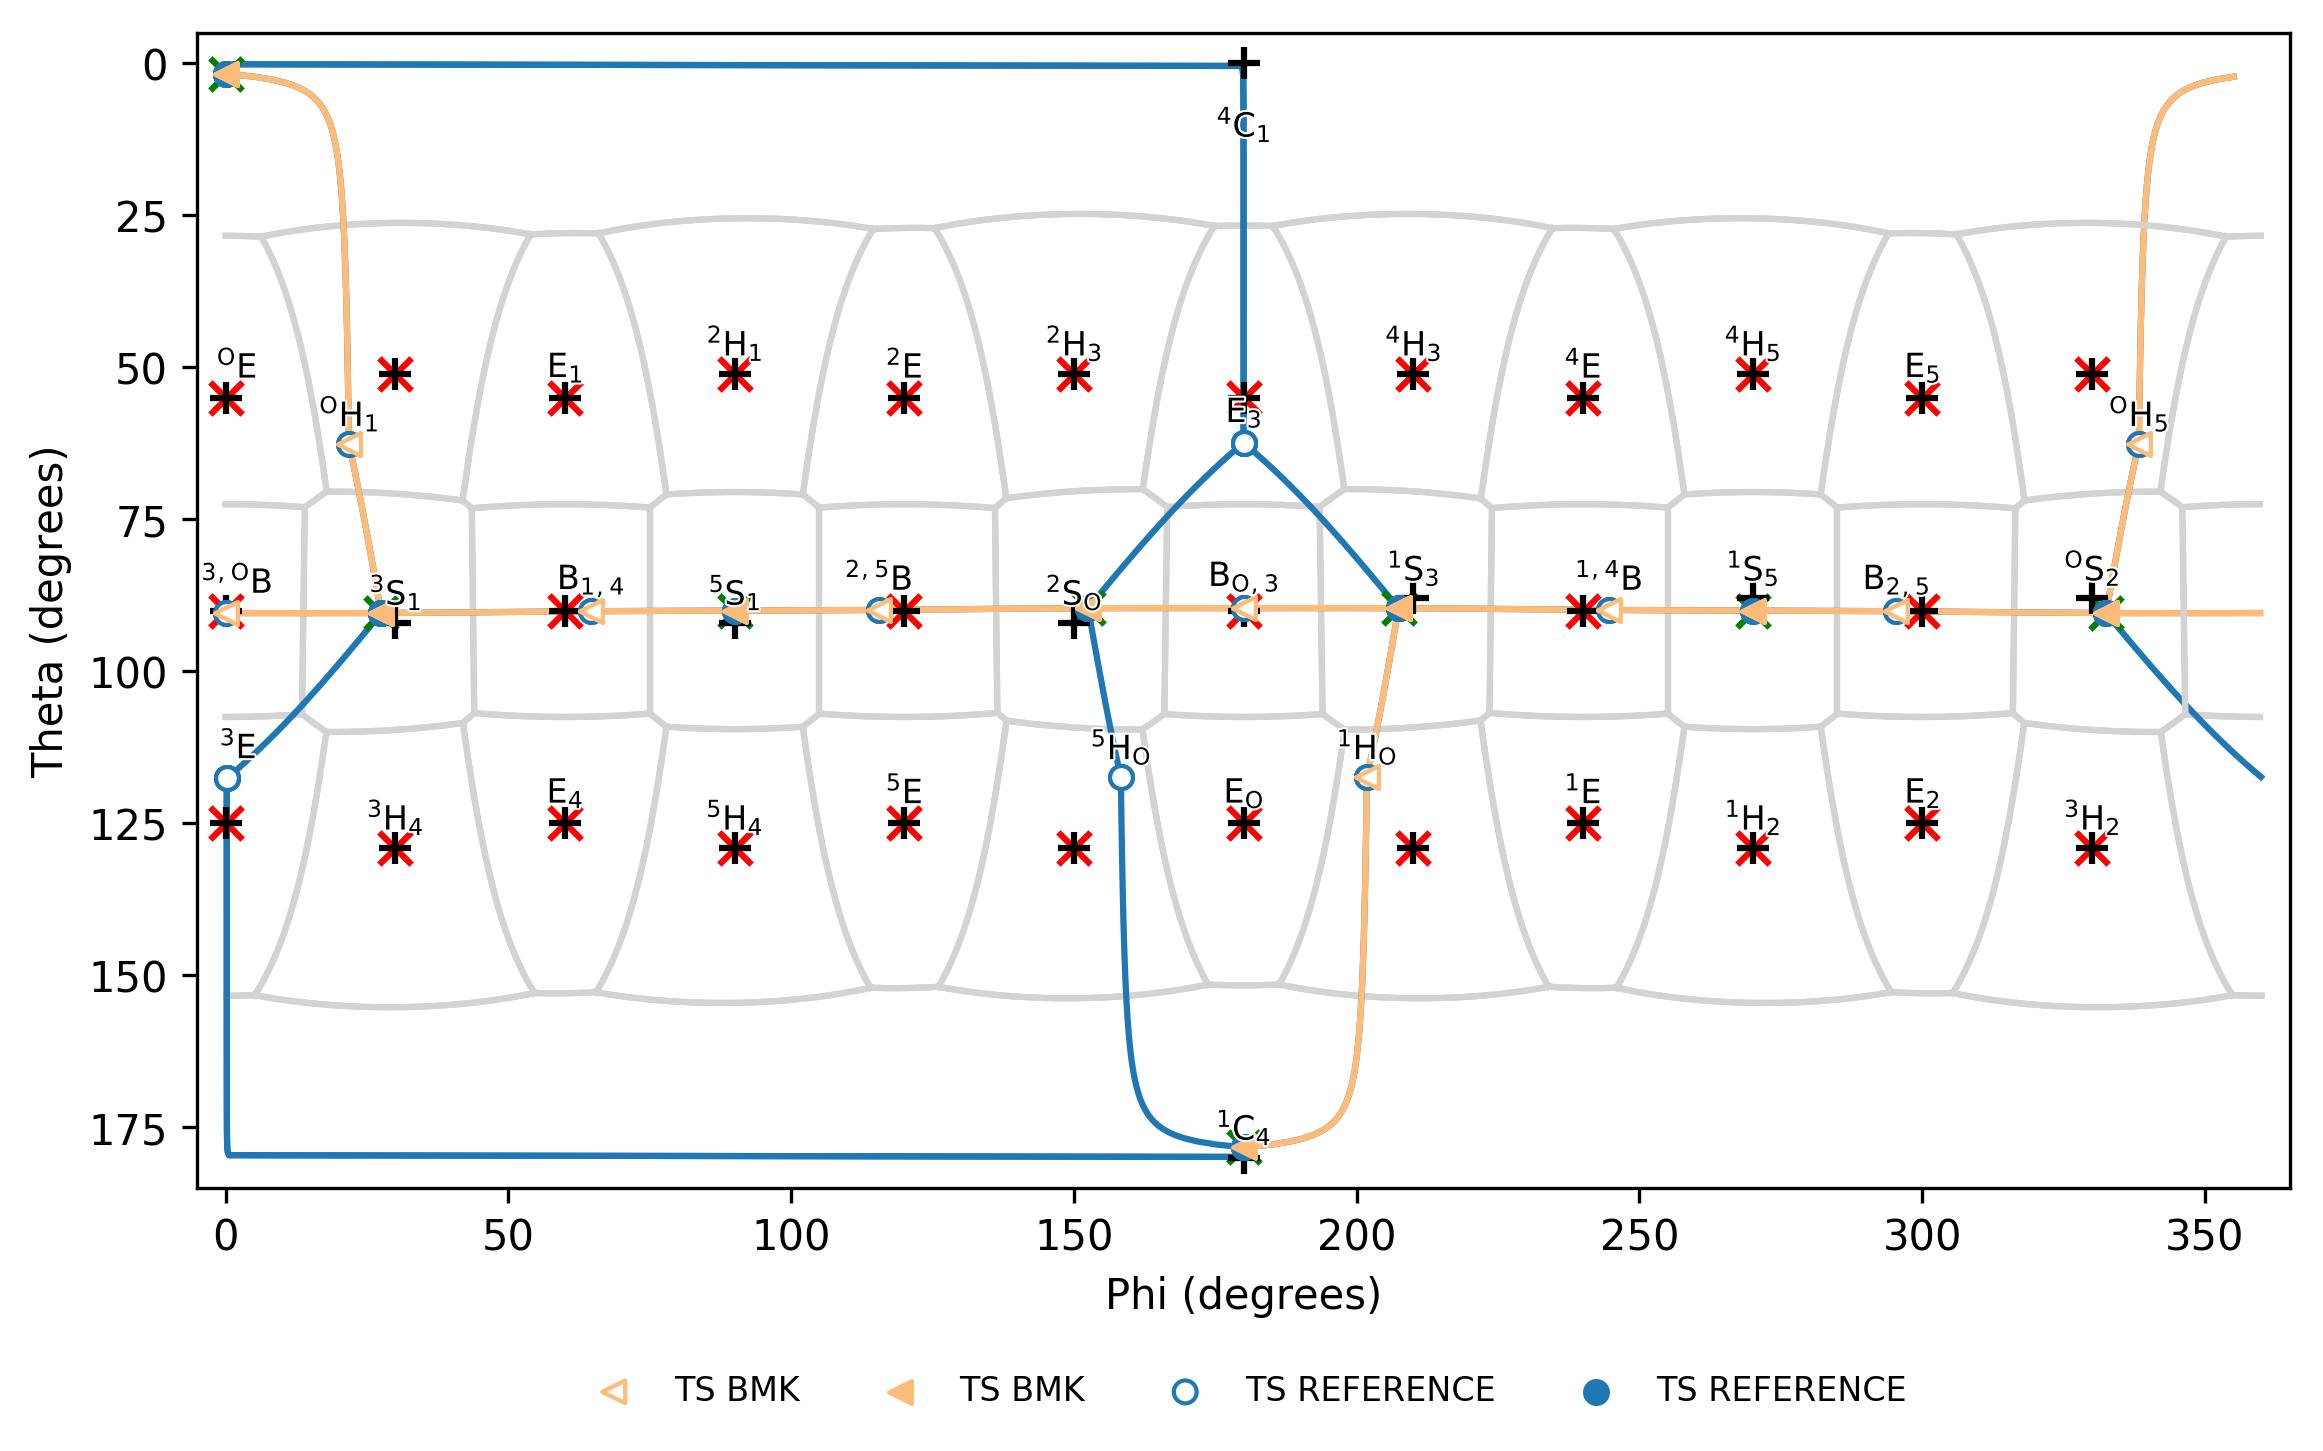 0
⁴C₁
25
²H₁ ²H₃ ⁴H₃ ⁴H₅
ᴼE E₁ ²E ⁴E E₅
50
ᴼH₁ E₃ ᴼH₅
75
³,ᴼB ³S₁ B₁,₄ ⁵S₁ ²,⁵B ²Sₒ Bₒ,₃ ¹S₃ ¹,⁴B ¹S₅ B₂,₅ ᴼS₂
Theta (degrees)
100
³E ⁵Hₒ ¹Hₒ
125
³H₄ E₄ ⁵H₄ ⁵E Eₒ ¹E ¹H₂ E₂ ³H₂
150
175
¹C₄
0 50 100 150 200 250 300 350
Phi (degrees)
TS BMK TS BMK TS REFERENCE TS REFERENCE